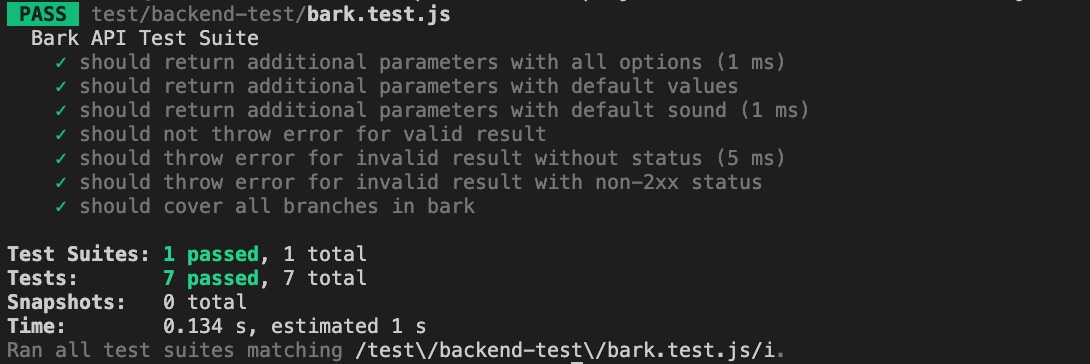 PASS test/backend-test/bark.test.js
Bark API Test Suite
✓ should return additional parameters with all options (1 ms)
✓ should return additional parameters with default values
✓ should return additional parameters with default sound (1 ms)
✓ should not throw error for valid result
✓ should throw error for invalid result without status (5 ms)
✓ should throw error for invalid result with non-2xx status
✓ should cover all branches in bark
Test Suites: 1 passed, 1 total
Tests: 7 passed, 7 total
Snapshots: 0 total
Time: 0.134 s, estimated 1 s
Ran all test suites matching /test\/backend-test\/bark.test.js/i.